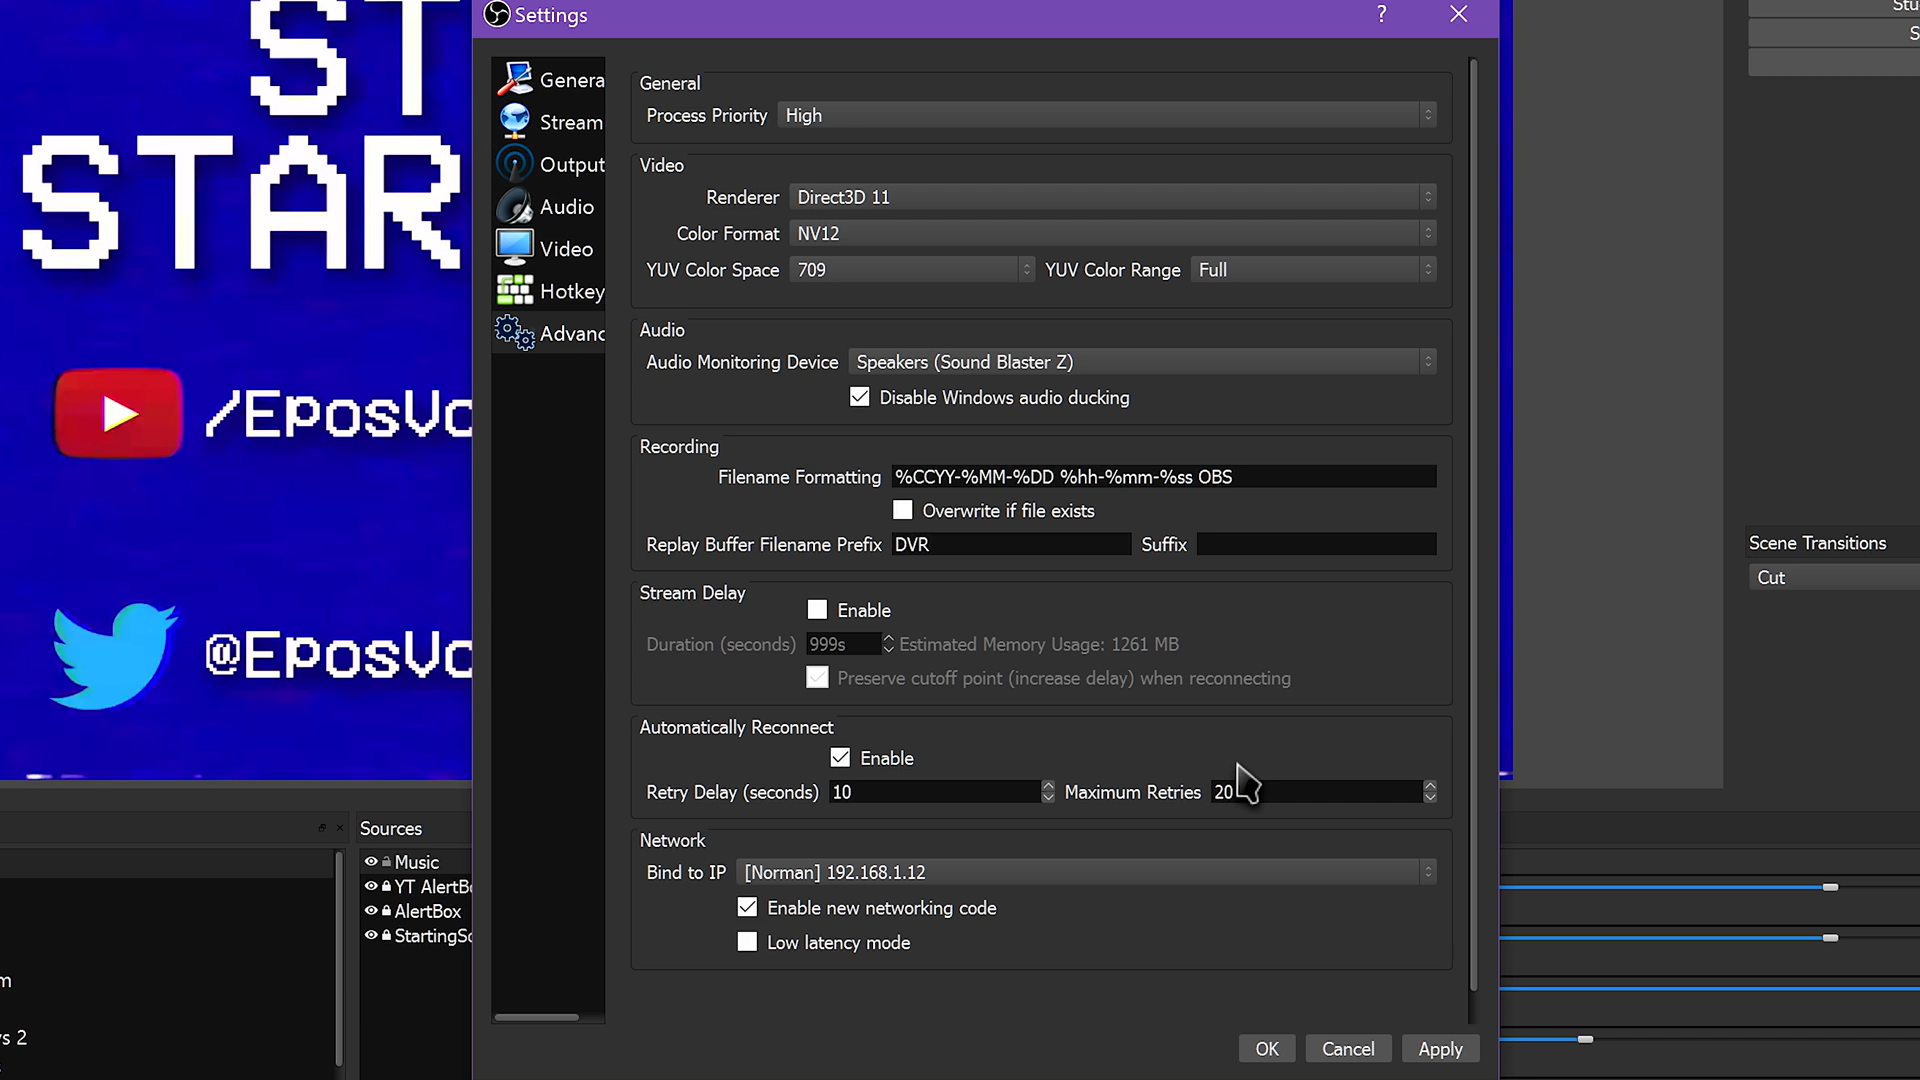 Settings
?
ST
STAR
/EposVo
@EposVo
Genera
Stream
Output
Audio
Video
Hotkey
Advanc
General
Process Priority High
Video
Renderer Direct3D 11
Color Format NV12
YUV Color Space 709 YUV Color Range Full
Audio
Audio Monitoring Device Speakers (Sound Blaster Z)
Disable Windows audio ducking
Recording
Filename Formatting %CCYY-%MM-%DD %hh-%mm-%ss OBS
Overwrite if file exists
Replay Buffer Filename Prefix DVR Suffix
Stream Delay
Enable
Duration (seconds) 999s Estimated Memory Usage: 1261 MB
Preserve cutoff point (increase delay) when reconnecting
Automatically Reconnect
Enable
Retry Delay (seconds) 10 Maximum Retries 20
Network
Bind to IP [Norman] 192.168.1.12
Enable new networking code
Low latency mode
OK Cancel Apply
Sources
Music
YT AlertBo
AlertBox
StartingSc
m
s 2
Stu
S
Scene Transitions
Cut